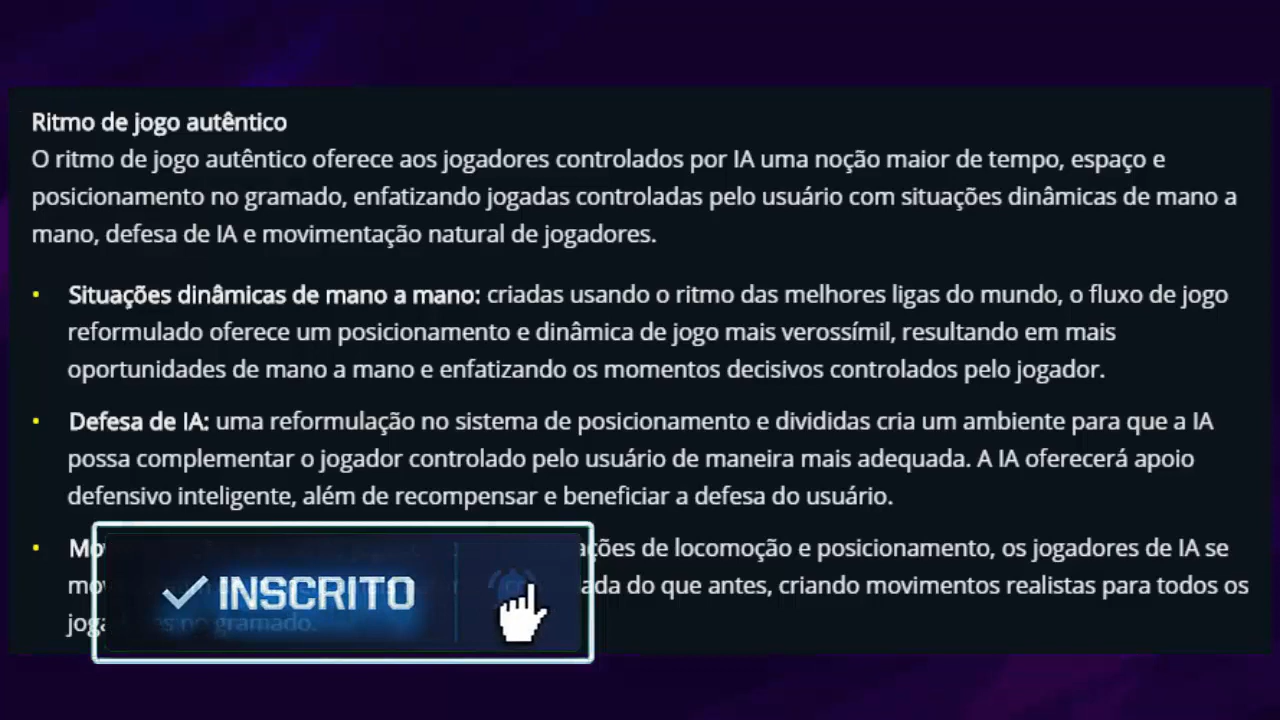 Ritmo de jogo autêntico
O ritmo de jogo autêntico oferece aos jogadores controlados por IA uma noção maior de tempo, espaço e
posicionamento no gramado, enfatizando jogadas controladas pelo usuário com situações dinâmicas de mano a
mano, defesa de IA e movimentação natural de jogadores.
• Situações dinâmicas de mano a mano: criadas usando o ritmo das melhores ligas do mundo, o fluxo de jogo
reformulado oferece um posicionamento e dinâmica de jogo mais verossímil, resultando em mais
oportunidades de mano a mano e enfatizando os momentos decisivos controlados pelo jogador.
• Defesa de IA: uma reformulação no sistema de posicionamento e divididas cria um ambiente para que a IA
possa complementar o jogador controlado pelo usuário de maneira mais adequada. A IA oferecerá apoio
defensivo inteligente, além de recompensar e beneficiar a defesa do usuário.
• de locomoção e posicionamento, os jogadores de IA se
do que antes, criando movimentos realistas para todos os
no gramado.
INSCRITO